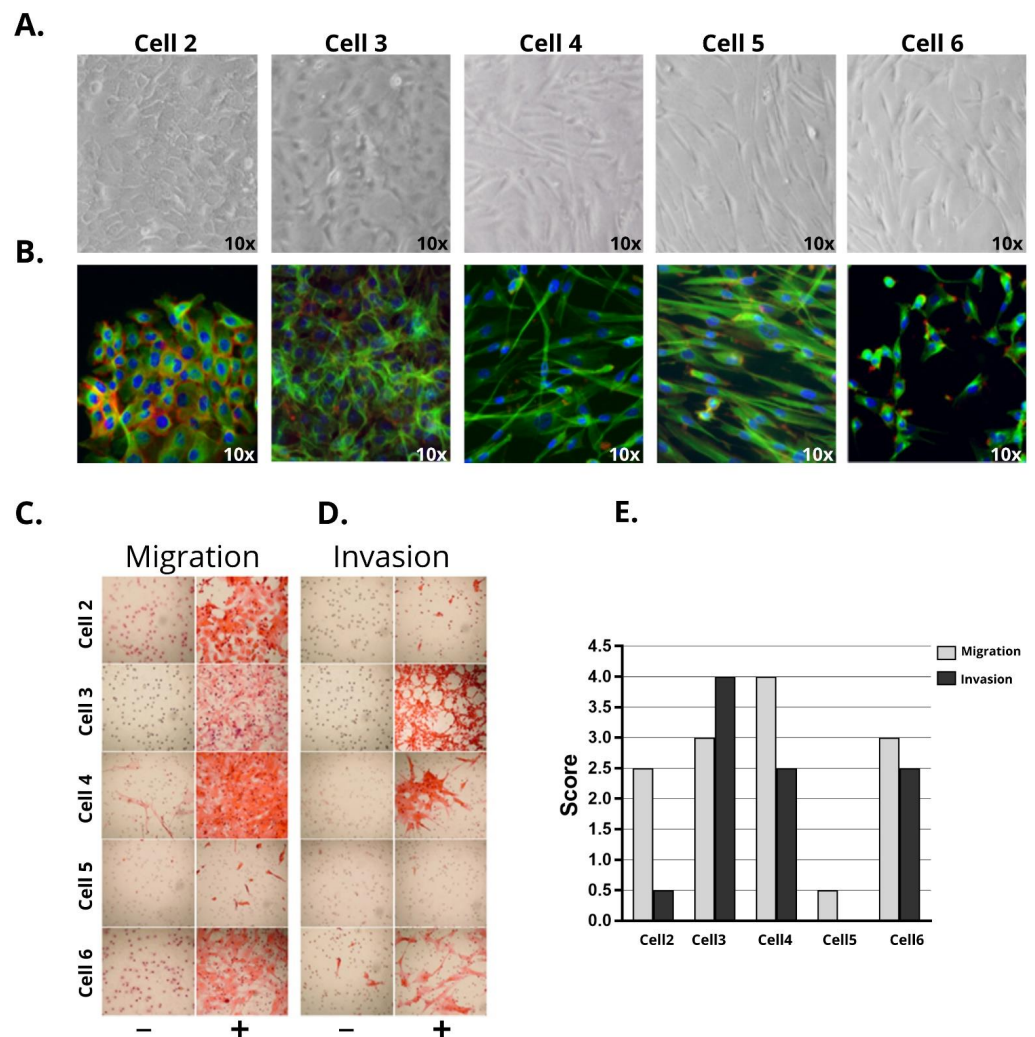 A.
Cell 2 Cell 3 Cell 4 Cell 5 Cell 6
10x 10x 10x 10x 10x
B.
10x 10x 10x 10x 10x
C. D. E.
Migration Invasion
Cell 2
Cell 3
Cell 4
Cell 5
Cell 6
− + − +
Score
4.5
4.0
3.5
3.0
2.5
2.0
1.5
1.0
0.5
0.0
Cell2 Cell3 Cell4 Cell5 Cell6
Migration
Invasion